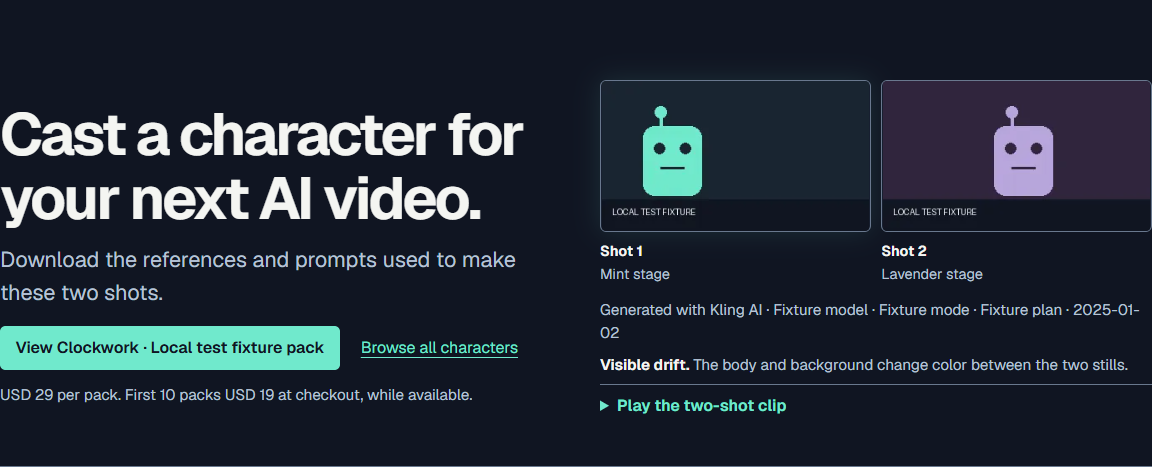 Cast a character for
your next AI video.
Download the references and prompts used to make
these two shots.
View Clockwork · Local test fixture pack
Browse all characters
USD 29 per pack. First 10 packs USD 19 at checkout, while available.
LOCAL TEST FIXTURE
LOCAL TEST FIXTURE
Shot 1
Mint stage
Shot 2
Lavender stage
Generated with Kling AI · Fixture model · Fixture mode · Fixture plan · 2025-01-
02
Visible drift. The body and background change color between the two stills.
Play the two-shot clip